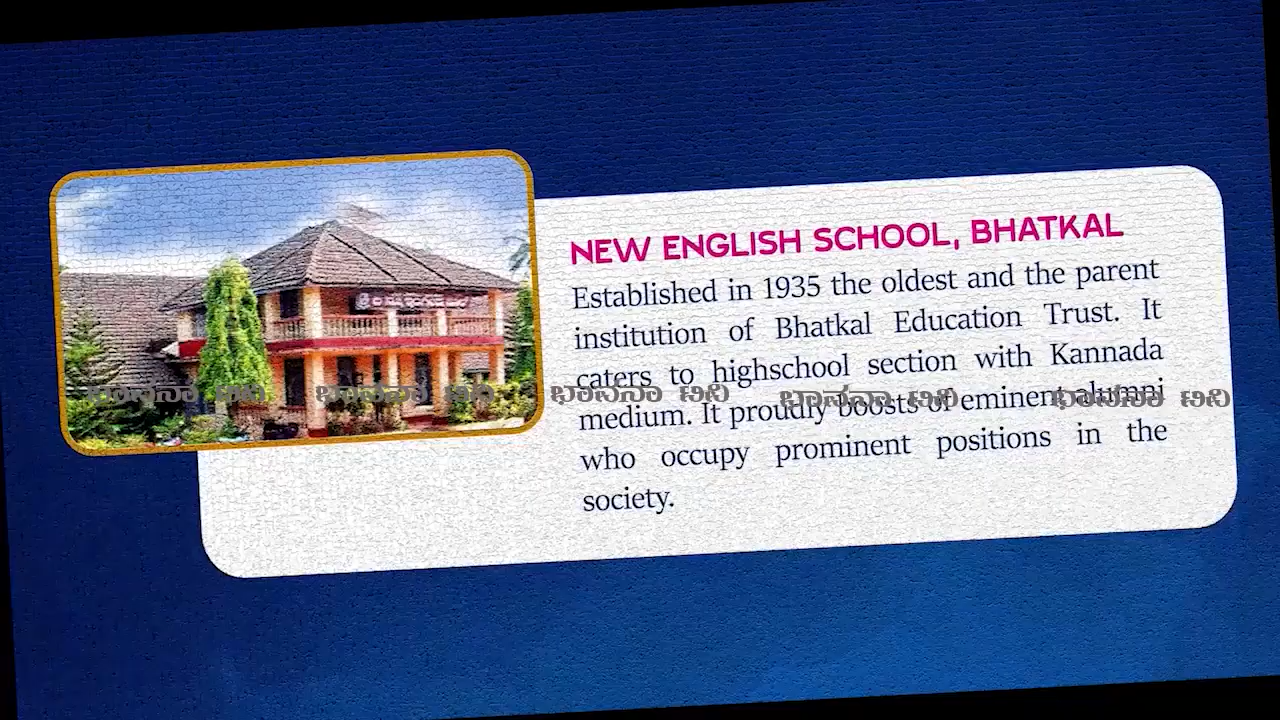 NEW ENGLISH SCHOOL, BHATKAL
Established in 1935 the oldest and the parent
institution of Bhatkal Education Trust. It
caters to highschool section with Kannada
medium. It proudly boosts of eminent alumni
who occupy prominent positions in the
society.